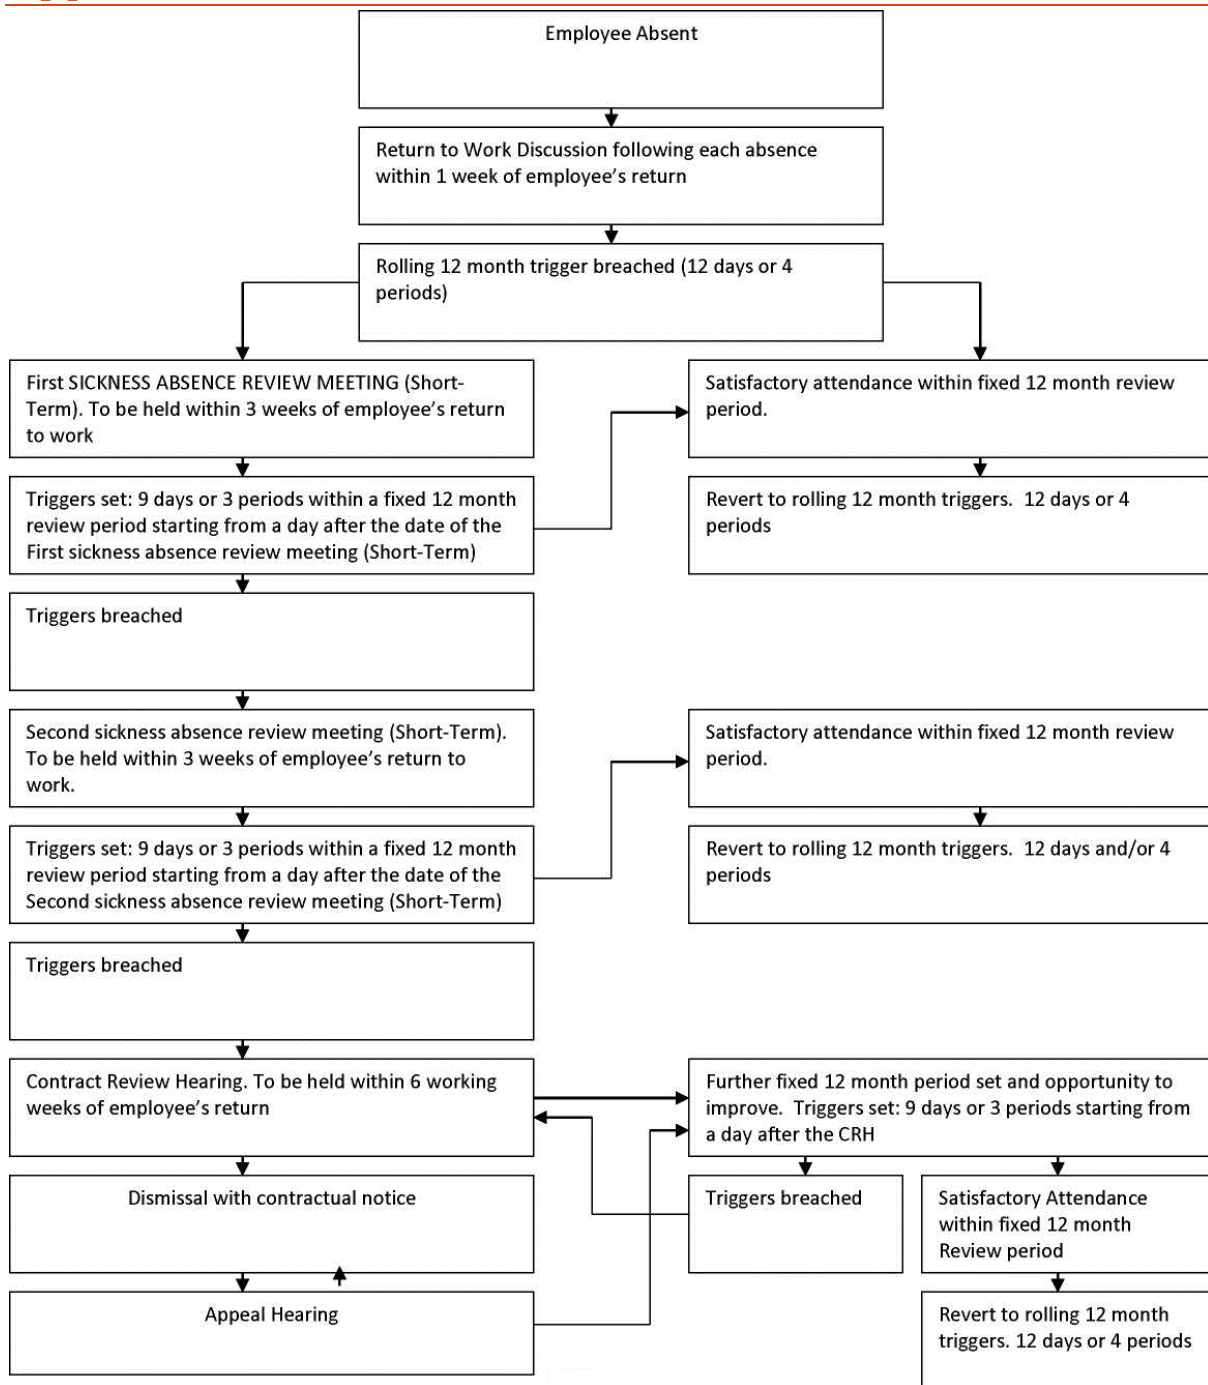 Employee Absent
Return to Work Discussion following each absence
within 1 week of employee’s return
Rolling 12 month trigger breached (12 days or 4
periods)
First SICKNESS ABSENCE REVIEW MEETING (Short-
Term). To be held within 3 weeks of employee’s return
to work
Satisfactory attendance within fixed 12 month review
period.
Triggers set: 9 days or 3 periods within a fixed 12 month
review period starting from a day after the date of the
First sickness absence review meeting (Short-Term)
Revert to rolling 12 month triggers.  12 days or 4
periods
Triggers breached
Second sickness absence review meeting (Short-Term).
To be held within 3 weeks of employee’s return to
work.
Satisfactory attendance within fixed 12 month review
period.
Triggers set: 9 days or 3 periods within a fixed 12 month
review period starting from a day after the date of the
Second sickness absence review meeting (Short-Term)
Revert to rolling 12 month triggers.  12 days and/or 4
periods
Triggers breached
Contract Review Hearing. To be held within 6 working
weeks of employee’s return
Further fixed 12 month period set and opportunity to
improve.  Triggers set: 9 days or 3 periods starting from
a day after the CRH
Dismissal with contractual notice
Triggers breached
Satisfactory Attendance
within fixed 12 month
Review period
Appeal Hearing
Revert to rolling 12 month
triggers. 12 days or 4 periods